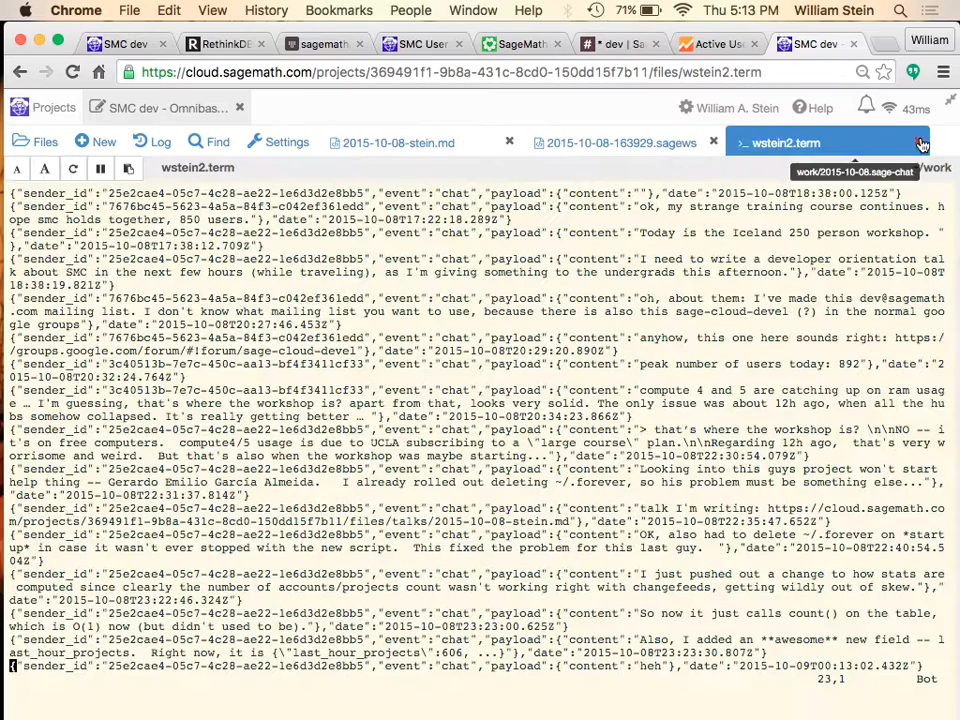 Chrome File Edit View History Bookmarks People Window Help 71% Thu 5:13 PM William Stein
SMC dev RethinkDB sagemath. SMC User SageMath # * dev | Sa Active Use SMC dev William
https://cloud.sagemath.com/projects/369491f1-9b8a-431c-8cd0-150dd15f7b11/files/wstein2.term
Projects SMC dev - Omnibas... William A. Stein Help 43ms
Files New Log Find Settings 2015-10-08-stein.md 2015-10-08-163929.sagews >_ wstein2.term
A A wstein2.term work/2015-10-08.sage-chat /work
{"sender_id":"25e2cae4-05c7-4c28-ae22-1e6d3d2e8bb5","event":"chat","payload":{"content":""},"date":"2015-10-08T18:38:00.125Z"}
{"sender_id":"7676bc45-5623-4a5a-84f3-c042ef361edd","event":"chat","payload":{"content":"ok, my strange training course continues. h
ope smc holds together, 850 users."},"date":"2015-10-08T17:22:18.289Z"}
{"sender_id":"25e2cae4-05c7-4c28-ae22-1e6d3d2e8bb5","event":"chat","payload":{"content":"Today is the Iceland 250 person workshop. "
},"date":"2015-10-08T17:38:12.709Z"}
{"sender_id":"25e2cae4-05c7-4c28-ae22-1e6d3d2e8bb5","event":"chat","payload":{"content":"I need to write a developer orientation tal
k about SMC in the next few hours (while traveling), as I'm giving something to the undergrads this afternoon."},"date":"2015-10-08T
18:38:19.821Z"}
{"sender_id":"7676bc45-5623-4a5a-84f3-c042ef361edd","event":"chat","payload":{"content":"oh, about them: I've made this dev@sagemath
.com mailing list. I don't know what mailing list you want to use, because there is also this sage-cloud-devel (?) in the normal goo
gle groups"},"date":"2015-10-08T20:27:46.453Z"}
{"sender_id":"7676bc45-5623-4a5a-84f3-c042ef361edd","event":"chat","payload":{"content":"anyhow, this one here sounds right: https:/
/groups.google.com/forum/#!forum/sage-cloud-devel"},"date":"2015-10-08T20:29:20.890Z"}
{"sender_id":"3c40513b-7e7c-450c-aa13-bf4f3411cf33","event":"chat","payload":{"content":"peak number of users today: 892"},"date":"2
015-10-08T20:32:24.764Z"}
{"sender_id":"3c40513b-7e7c-450c-aa13-bf4f3411cf33","event":"chat","payload":{"content":"compute 4 and 5 are catching up on ram usag
e … I'm guessing, that's where the workshop is? apart from that, looks very solid. The only issue was about 12h ago, when all the hu
bs somehow collapsed. It's really getting better … "},"date":"2015-10-08T20:34:23.866Z"}
{"sender_id":"25e2cae4-05c7-4c28-ae22-1e6d3d2e8bb5","event":"chat","payload":{"content":"> that's where the workshop is? \n\nNO -- i
t's on free computers.  compute4/5 usage is due to UCLA subscribing to a \"large course\" plan.\n\nRegarding 12h ago,  that's very w
orrisome and weird.  But that's also when the workshop was maybe starting..."},"date":"2015-10-08T22:30:54.079Z"}
{"sender_id":"25e2cae4-05c7-4c28-ae22-1e6d3d2e8bb5","event":"chat","payload":{"content":"Looking into this guys project won't start
help thing -- Gerardo Emilio García Almeida.   I already rolled out deleting ~/.forever, so his problem must be something else..."},
"date":"2015-10-08T22:31:37.814Z"}
{"sender_id":"25e2cae4-05c7-4c28-ae22-1e6d3d2e8bb5","event":"chat","payload":{"content":"talk I'm writing: https://cloud.sagemath.co
m/projects/369491f1-9b8a-431c-8cd0-150dd15f7b11/files/talks/2015-10-08-stein.md"},"date":"2015-10-08T22:35:47.652Z"}
{"sender_id":"25e2cae4-05c7-4c28-ae22-1e6d3d2e8bb5","event":"chat","payload":{"content":"OK, also had to delete ~/.forever on *start
up* in case it wasn't ever stopped with the new script.  This fixed the problem for this last guy.  "},"date":"2015-10-08T22:40:54.5
04Z"}
{"sender_id":"25e2cae4-05c7-4c28-ae22-1e6d3d2e8bb5","event":"chat","payload":{"content":"I just pushed out a change to how stats are
 computed since clearly the number of accounts/projects count wasn't working right with changefeeds, getting wildly out of skew."},"
date":"2015-10-08T23:22:46.324Z"}
{"sender_id":"25e2cae4-05c7-4c28-ae22-1e6d3d2e8bb5","event":"chat","payload":{"content":"So now it just calls count() on the table,
which is O(1) now (but didn't used to be)."},"date":"2015-10-08T23:23:00.625Z"}
{"sender_id":"25e2cae4-05c7-4c28-ae22-1e6d3d2e8bb5","event":"chat","payload":{"content":"Also, I added an **awesome** new field -- l
ast_hour_projects.  Right now, it is {\"last_hour_projects\":606, ...}"},"date":"2015-10-08T23:23:30.807Z"}
{"sender_id":"25e2cae4-05c7-4c28-ae22-1e6d3d2e8bb5","event":"chat","payload":{"content":"heh"},"date":"2015-10-09T00:13:02.432Z"}
23,1 Bot